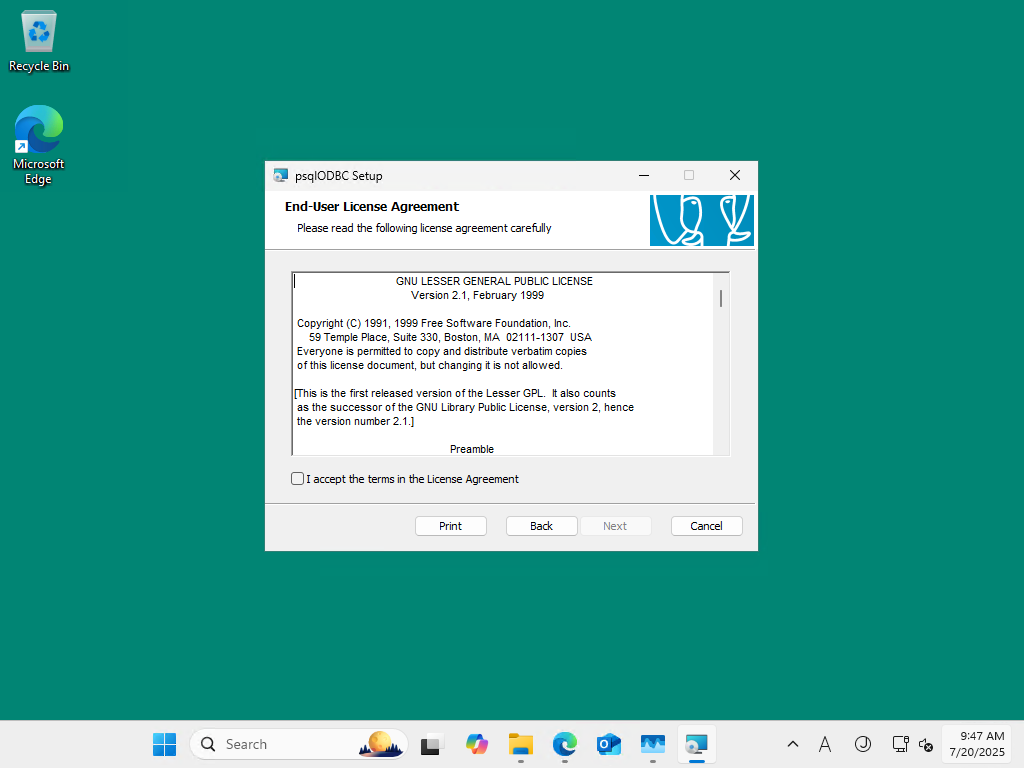 Recycle Bin
Microsoft
Edge
psqlODBC Setup
End-User License Agreement
Please read the following license agreement carefully
GNU LESSER GENERAL PUBLIC LICENSE
Version 2.1, February 1999
Copyright (C) 1991, 1999 Free Software Foundation, Inc.
59 Temple Place, Suite 330, Boston, MA  02111-1307  USA
Everyone is permitted to copy and distribute verbatim copies
of this license document, but changing it is not allowed.
[This is the first released version of the Lesser GPL.  It also counts
as the successor of the GNU Library Public License, version 2, hence
the version number 2.1.]
Preamble
I accept the terms in the License Agreement
Print
Back
Next
Cancel
Search
A
J
9:47 AM
7/20/2025